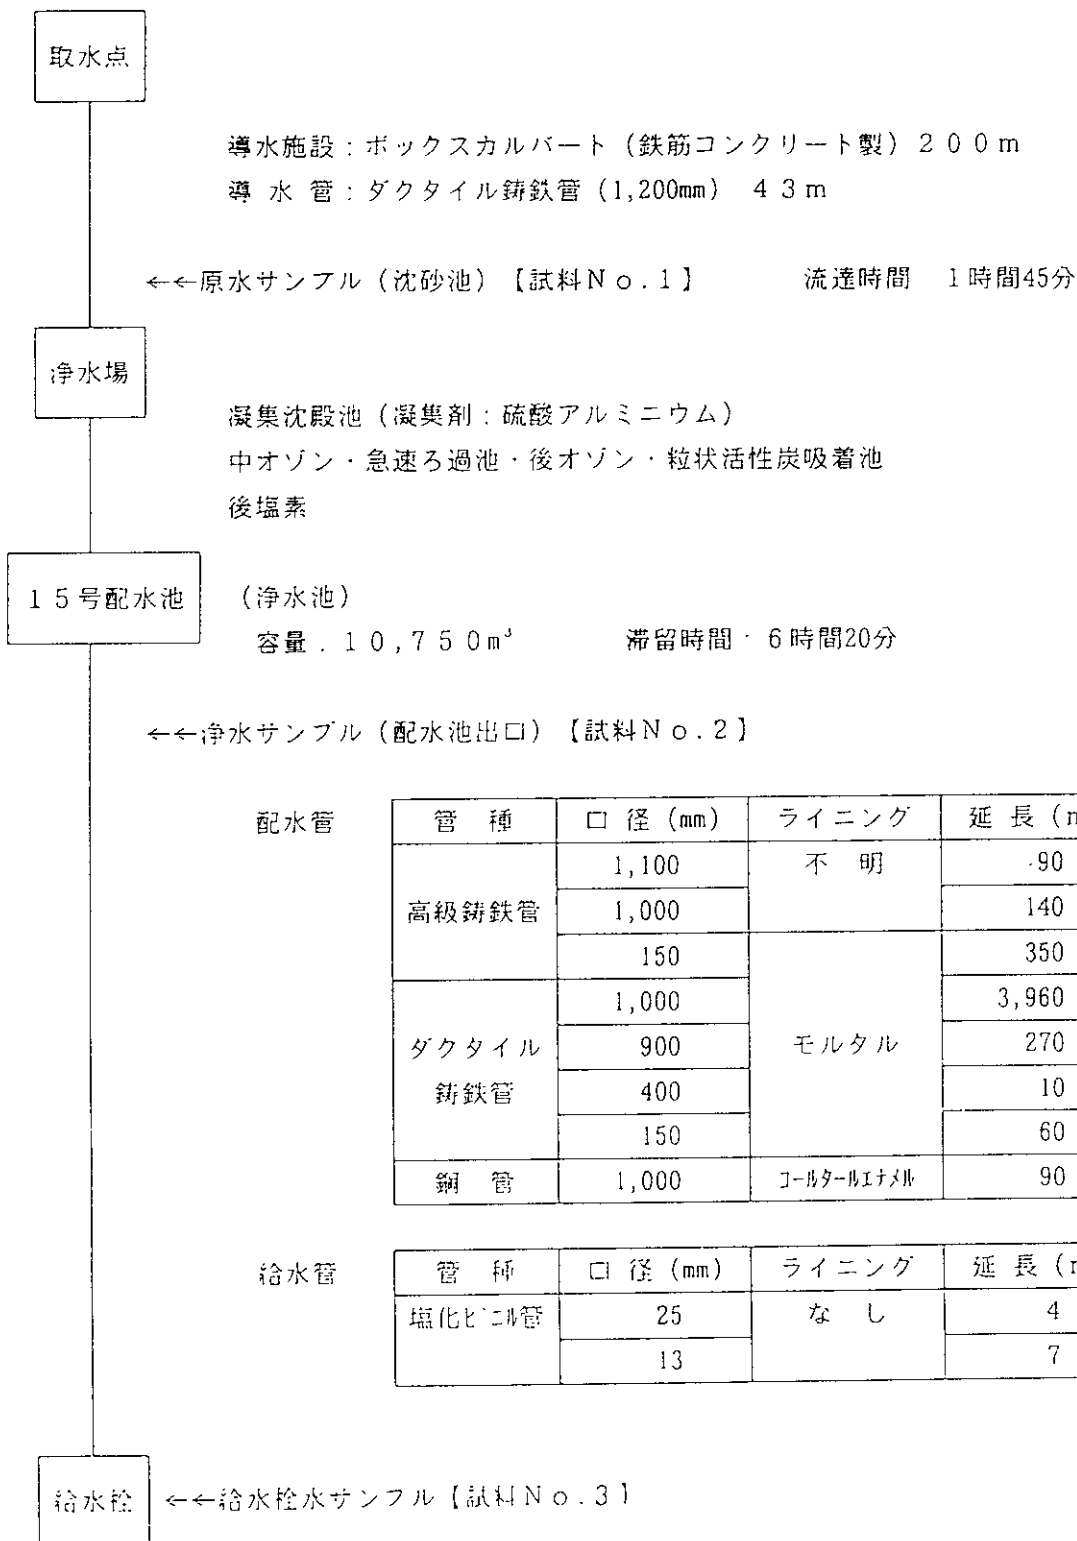 取水点
導水施設：ボックスカルバート（鉄筋コンクリート製）２００ｍ
導 水 管：ダクタイル鋳鉄管（1,200㎜） ４３ｍ
←←原水サンプル（沈砂池）【試料Ｎｏ.１】 流達時間 1時間45分
浄水場
凝集沈殿池（凝集剤：硫酸アルミニウム）
中オゾン・急速ろ過池・後オゾン・粒状活性炭吸着池
後塩素
１５号配水池 （浄水池）
容量．１０,７５０ｍ³ 滞留時間・6時間20分
←←浄水サンプル（配水池出口）【試料Ｎｏ.２】
配水管 管 種 口 径（㎜） ライニング 延 長（
高級鋳鉄管 1,100 不 明 90
1,000 140
150 350
ダクタイル鋳鉄管 1,000 モルタル 3,960
900 270
400 10
150 60
鋼 管 1,000 コールタールエナメル 90
給水管 管 種 口 径（㎜） ライニング 延 長（
塩化ビニル管 25 な し 4
13 7
給水栓 ←←給水栓水サンプル【試料Ｎｏ.３】